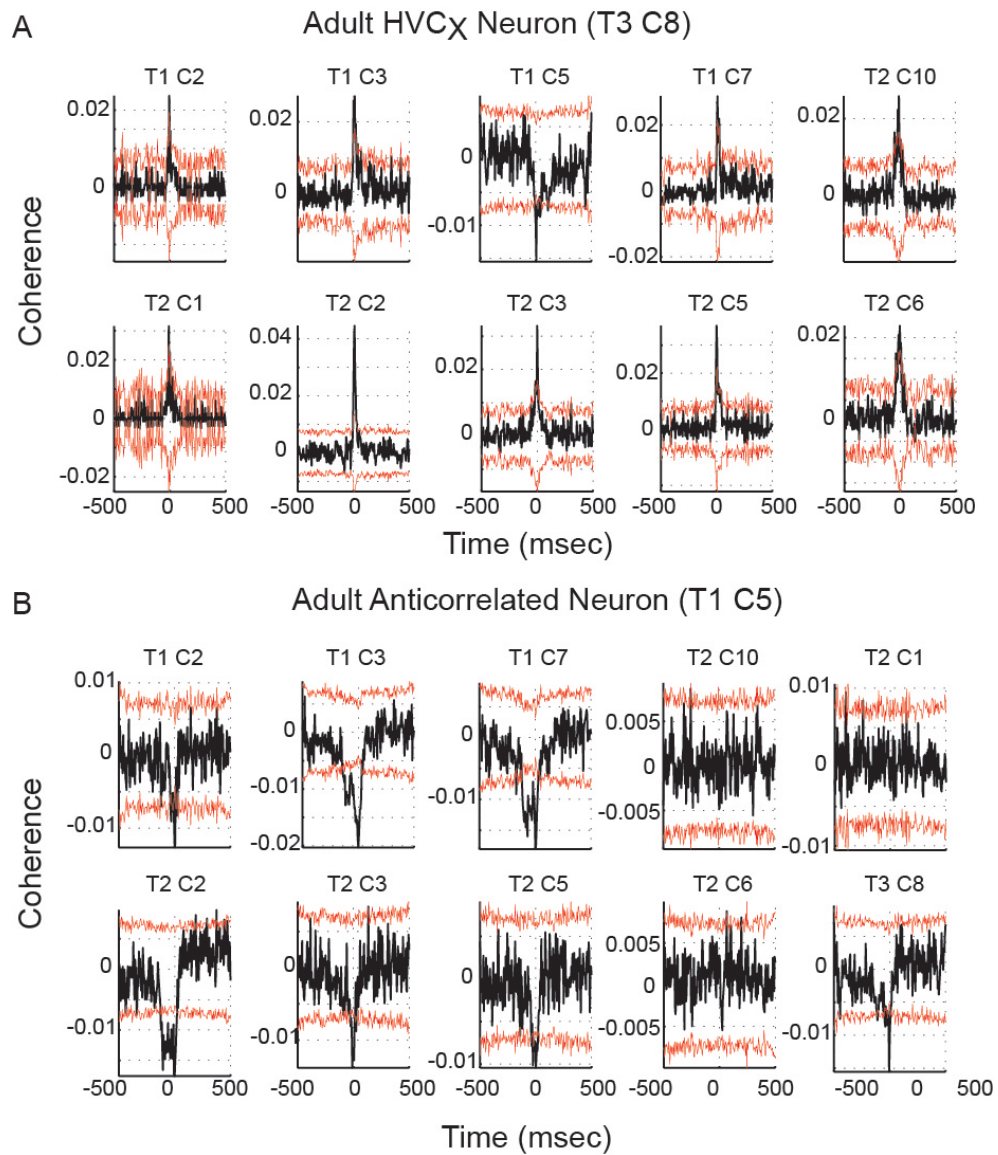 A
Adult HVCX Neuron (T3 C8)
T1 C2
T1 C3
T1 C5
T1 C7
T2 C10
0.02
0
0.02
0
0
-0.01
0.02
0
-0.02
0.02
0
Coherence
T2 C1
T2 C2
T2 C3
T2 C5
T2 C6
0.02
0
-0.02
0.04
0.02
0
0.02
0
0.02
0
0.02
0
-500 0 500
-500 0 500
-500 0 500
-500 0 500
-500 0 500
Time (msec)
B
Adult Anticorrelated Neuron (T1 C5)
T1 C2
T1 C3
T1 C7
T2 C10
T2 C1
0.01
0
-0.01
0
-0.01
-0.02
0
-0.01
0.005
0
-0.005
0.01
0
-0.01
Coherence
T2 C2
T2 C3
T2 C5
T2 C6
T3 C8
0
-0.01
0
-0.01
0
-0.01
0.005
0
-0.005
0
-0.01
-500 0 500
-500 0 500
-500 0 500
-500 0 500
-500 0 500
Time (msec)